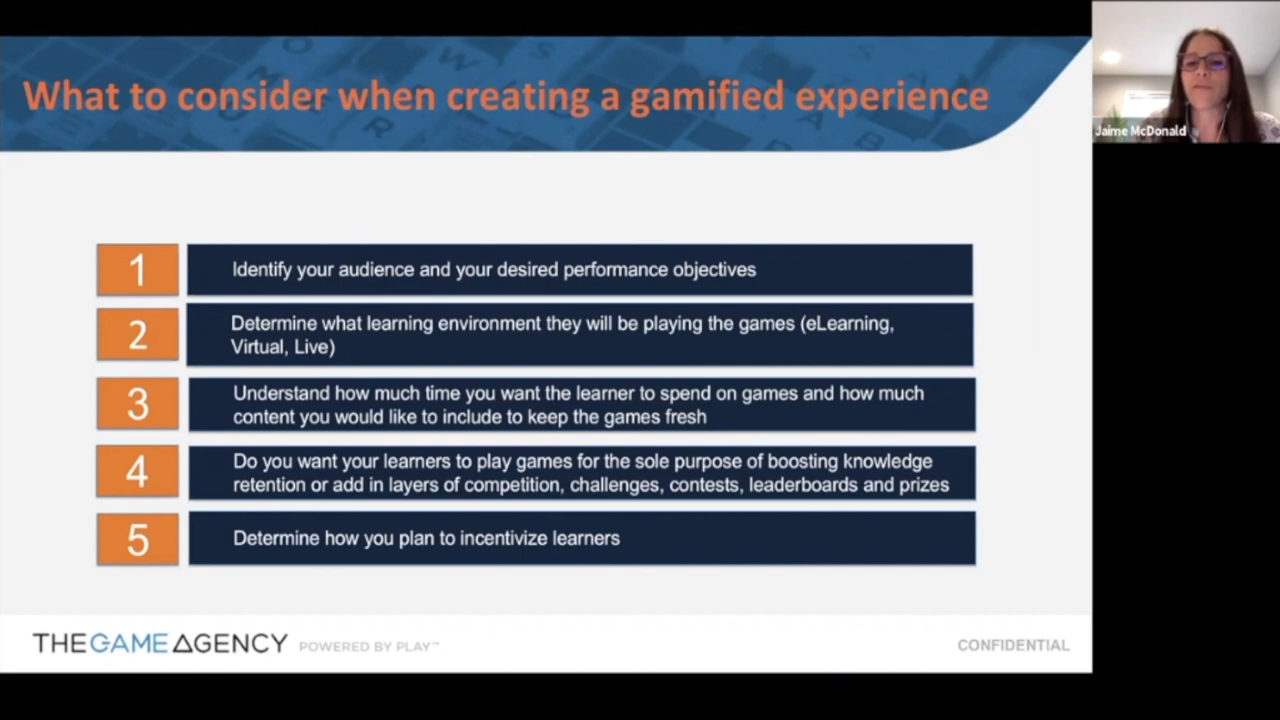 What to consider when creating a gamified experience
Jaime McDonald
1
Identify your audience and your desired performance objectives
2
Determine what learning environment they will be playing the games (eLearning,
Virtual, Live)
3
Understand how much time you want the learner to spend on games and how much
content you would like to include to keep the games fresh
4
Do you want your learners to play games for the sole purpose of boosting knowledge
retention or add in layers of competition, challenges, contests, leaderboards and prizes
5
Determine how you plan to incentivize learners
THEGAMEAGENCY POWERED BY PLAY™
CONFIDENTIAL